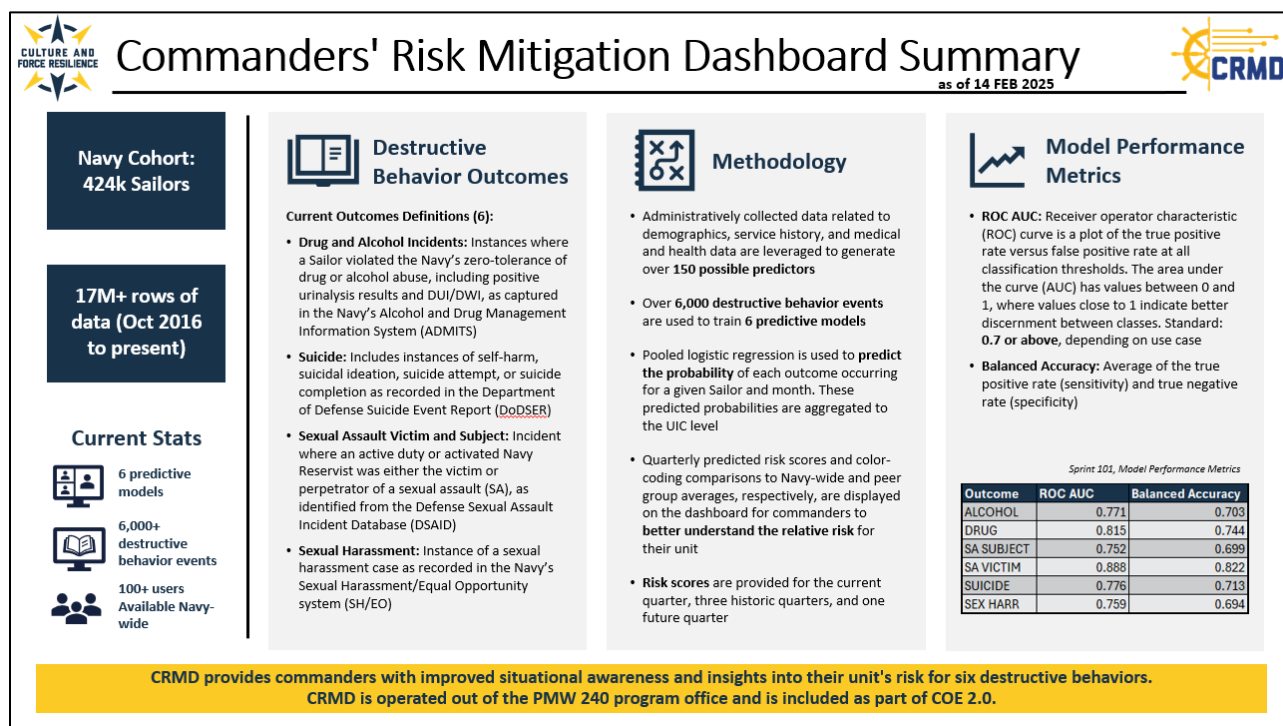 CULTURE AND
FORCE RESILIENCE
Commanders' Risk Mitigation Dashboard Summary
as of 14 FEB 2025
CRMD
Navy Cohort:
424k Sailors
17M+ rows of
data (Oct 2016
to present)
Current Stats
6 predictive
models
6,000+
destructive
behavior events
100+ users
Available Navy-
wide
Destructive
Behavior Outcomes
Current Outcomes Definitions (6):
• Drug and Alcohol Incidents: Instances where
a Sailor violated the Navy's zero-tolerance of
drug or alcohol abuse, including positive
urinalysis results and DUI/DWI, as captured
in the Navy's Alcohol and Drug Management
Information System (ADMITS)
• Suicide: Includes instances of self-harm,
suicidal ideation, suicide attempt, or suicide
completion as recorded in the Department
of Defense Suicide Event Report (DoDSER)
• Sexual Assault Victim and Subject: Incident
where an active duty or activated Navy
Reservist was either the victim or
perpetrator of a sexual assault (SA), as
identified from the Defense Sexual Assault
Incident Database (DSAID)
• Sexual Harassment: Instance of a sexual
harassment case as recorded in the Navy's
Sexual Harassment/Equal Opportunity
system (SH/EO)
Methodology
• Administratively collected data related to
demographics, service history, and medical
and health data are leveraged to generate
over 150 possible predictors
• Over 6,000 destructive behavior events
are used to train 6 predictive models
• Pooled logistic regression is used to predict
the probability of each outcome occurring
for a given Sailor and month. These
predicted probabilities are aggregated to
the UIC level
• Quarterly predicted risk scores and color-
coding comparisons to Navy-wide and peer
group averages, respectively, are displayed
on the dashboard for commanders to
better understand the relative risk for
their unit
• Risk scores are provided for the current
quarter, three historic quarters, and one
future quarter
Model Performance
Metrics
• ROC AUC: Receiver operator characteristic
(ROC) curve is a plot of the true positive
rate versus false positive rate at all
classification thresholds. The area under
the curve (AUC) has values between 0 and
1, where values close to 1 indicate better
discernment between classes. Standard:
0.7 or above, depending on use case
• Balanced Accuracy: Average of the true
positive rate (sensitivity) and true negative
rate (specificity)
Sprint 101, Model Performance Metrics
Outcome ROC AUC Balanced Accuracy
ALCOHOL 0.771 0.703
DRUG 0.815 0.744
SA SUBJECT 0.752 0.699
SA VICTIM 0.888 0.822
SUICIDE 0.776 0.713
SEX HARR 0.759 0.694
CRMD provides commanders with improved situational awareness and insights into their unit's risk for six destructive behaviors.
CRMD is operated out of the PMW 240 program office and is included as part of COE 2.0.